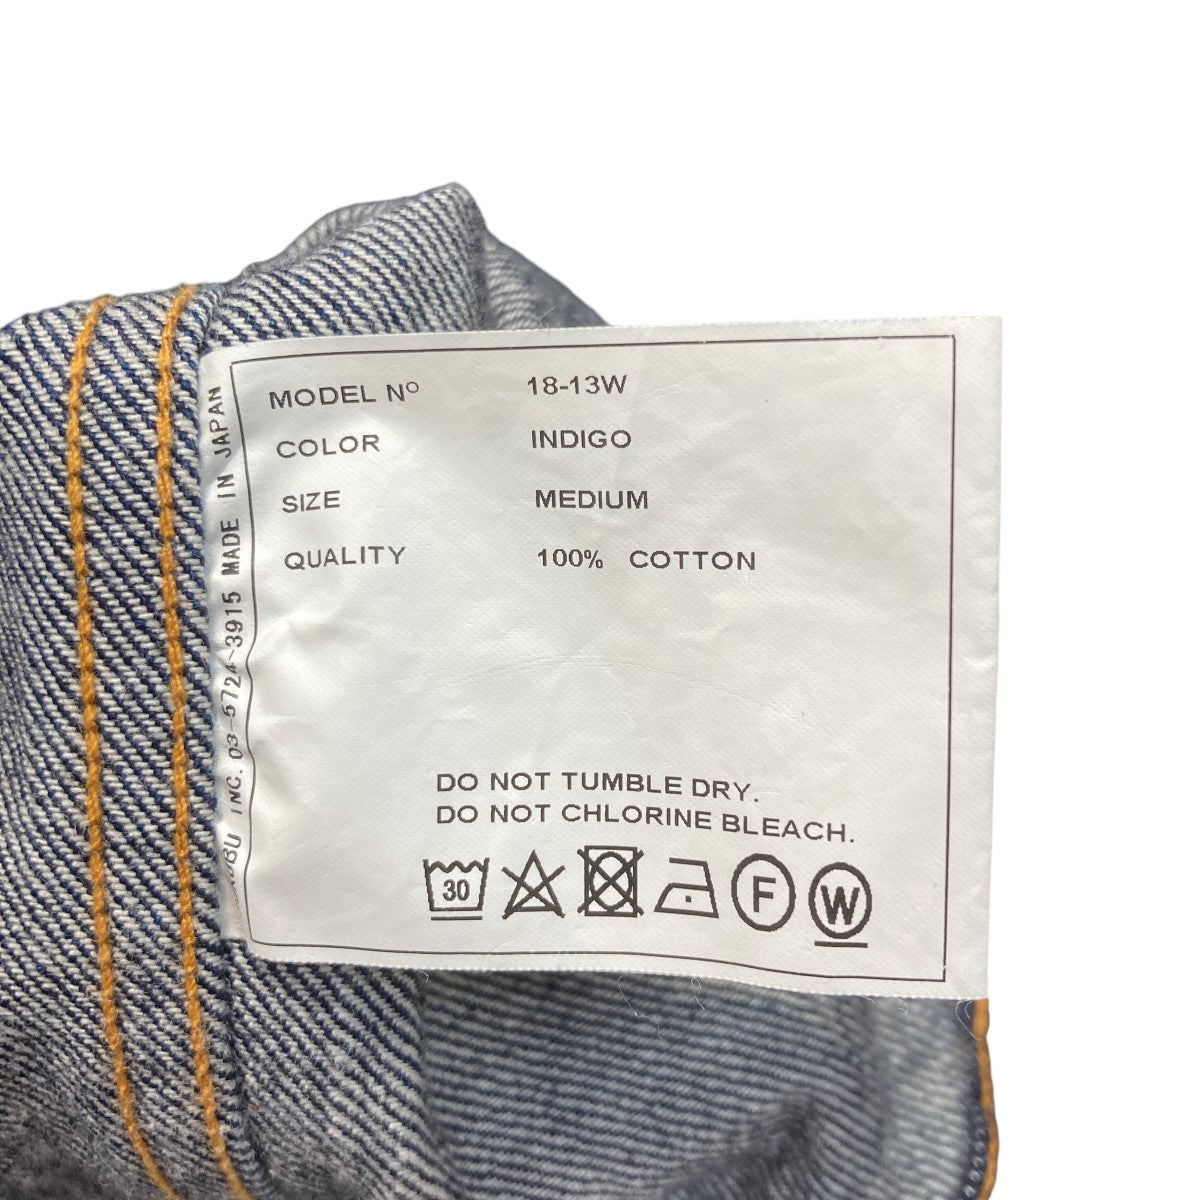 MODEL Nº 18-13W
COLOR INDIGO
SIZE MEDIUM
QUALITY 100% COTTON
DO NOT TUMBLE DRY.
DO NOT CHLORINE BLEACH.
30
F
W
INC. 03-5724-3915 MADE IN JAPAN